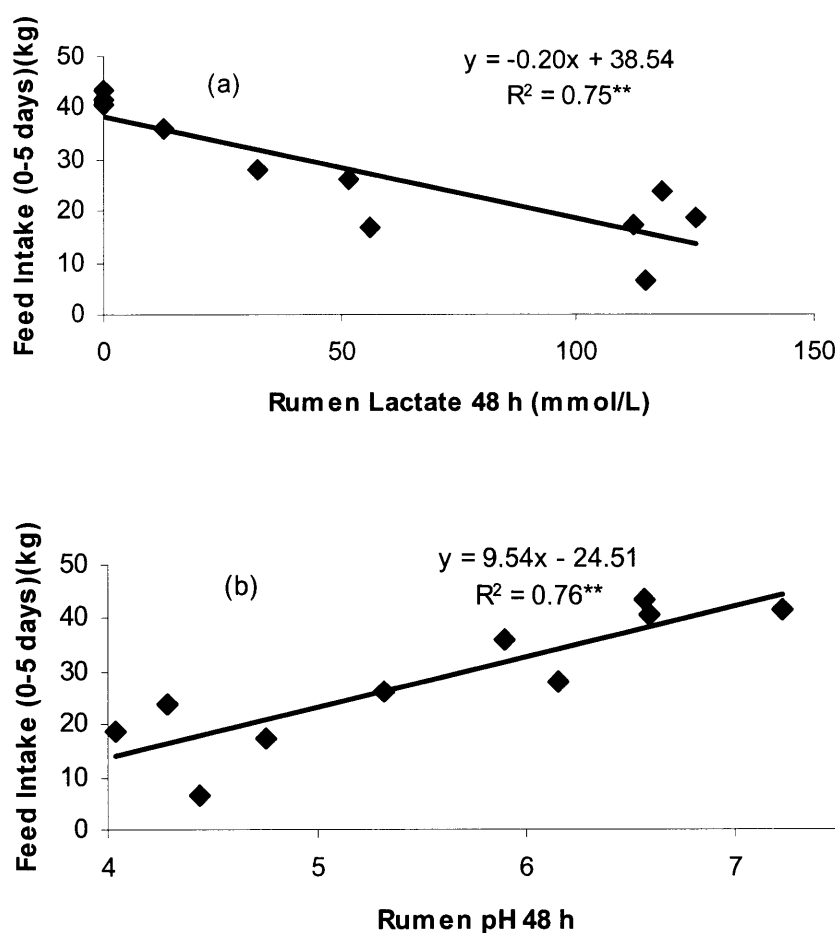 y = -0.20x + 38.54
R² = 0.75**
(a)
Feed Intake (0-5 days)(kg)
50
40
30
20
10
0
0
50
100
150
Rumen Lactate 48 h (mmol/L)
y = 9.54x - 24.51
R² = 0.76**
(b)
Feed Intake (0-5 days)(kg)
50
40
30
20
10
0
4
5
6
7
Rumen pH 48 h